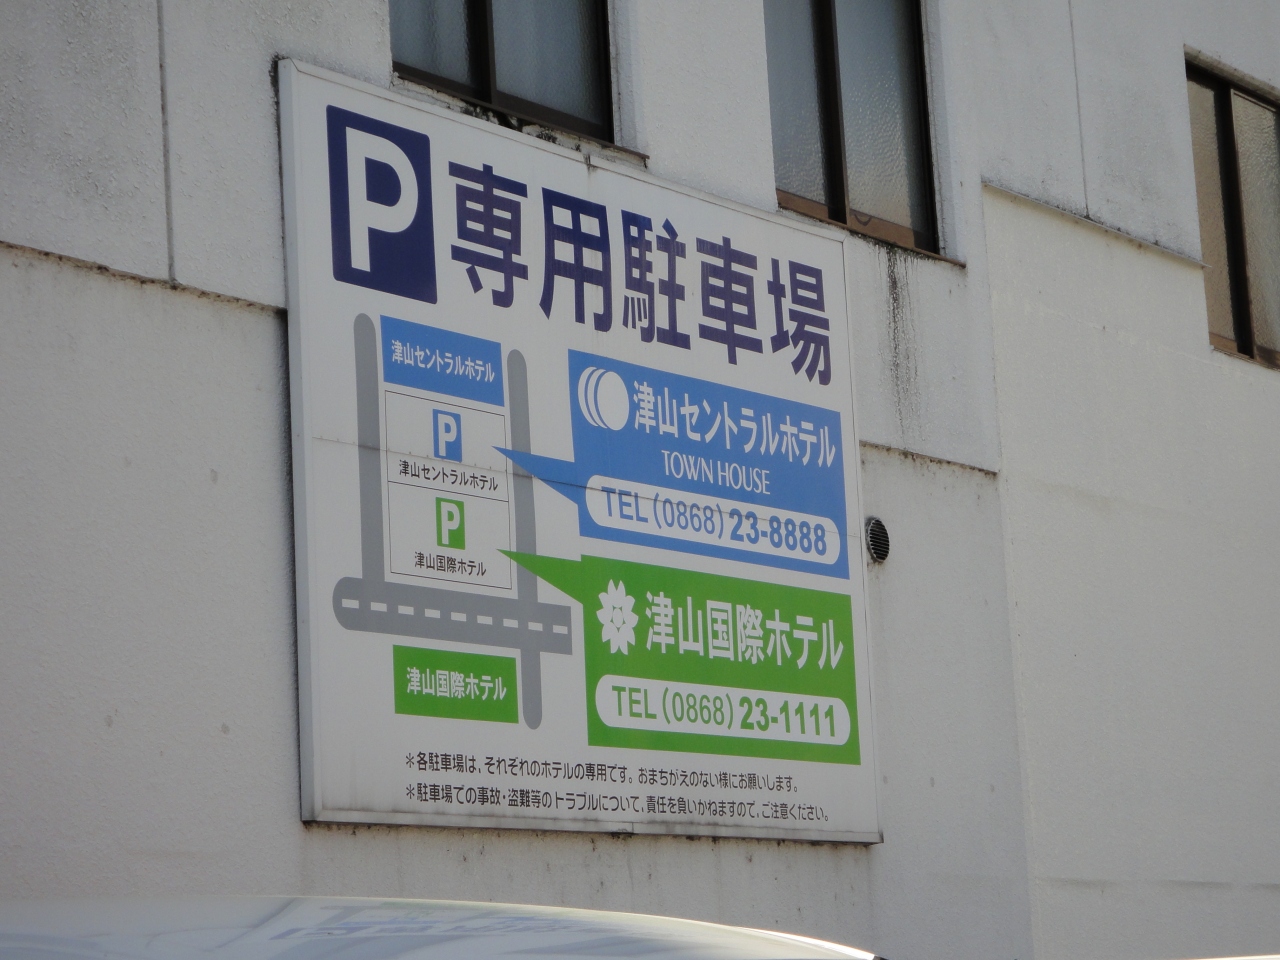 P 専用駐車場
津山セントラルホテル
P
津山セントラルホテル
P
津山国際ホテル
津山国際ホテル
津山セントラルホテル
TOWN HOUSE
TEL(0868)23-8888
津山国際ホテル
TEL(0868)23-1111
＊各駐車場は、それぞれのホテルの専用です。おまちがえのない様にお願いします。
＊駐車場での事故・盗難等のトラブルについて、責任を負いかねますので、ご注意ください。